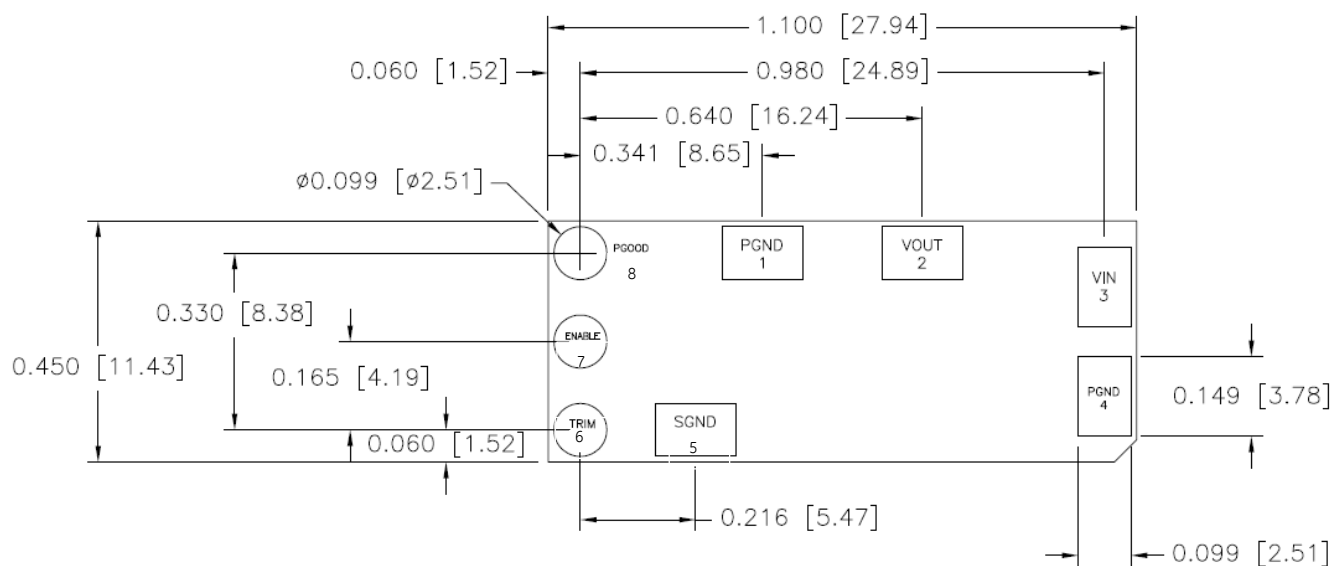 1.100 [27.94]
0.060 [1.52]
0.980 [24.89]
0.640 [16.24]
0.341 [8.65]
ø0.099 [ø2.51]
PGOOD
8
PGND
1
VOUT
2
VIN
3
0.330 [8.38]
ENABLE
7
0.450 [11.43]
0.165 [4.19]
PGND
4
0.149 [3.78]
TRIM
6
SGND
5
0.060 [1.52]
0.216 [5.47]
0.099 [2.51]